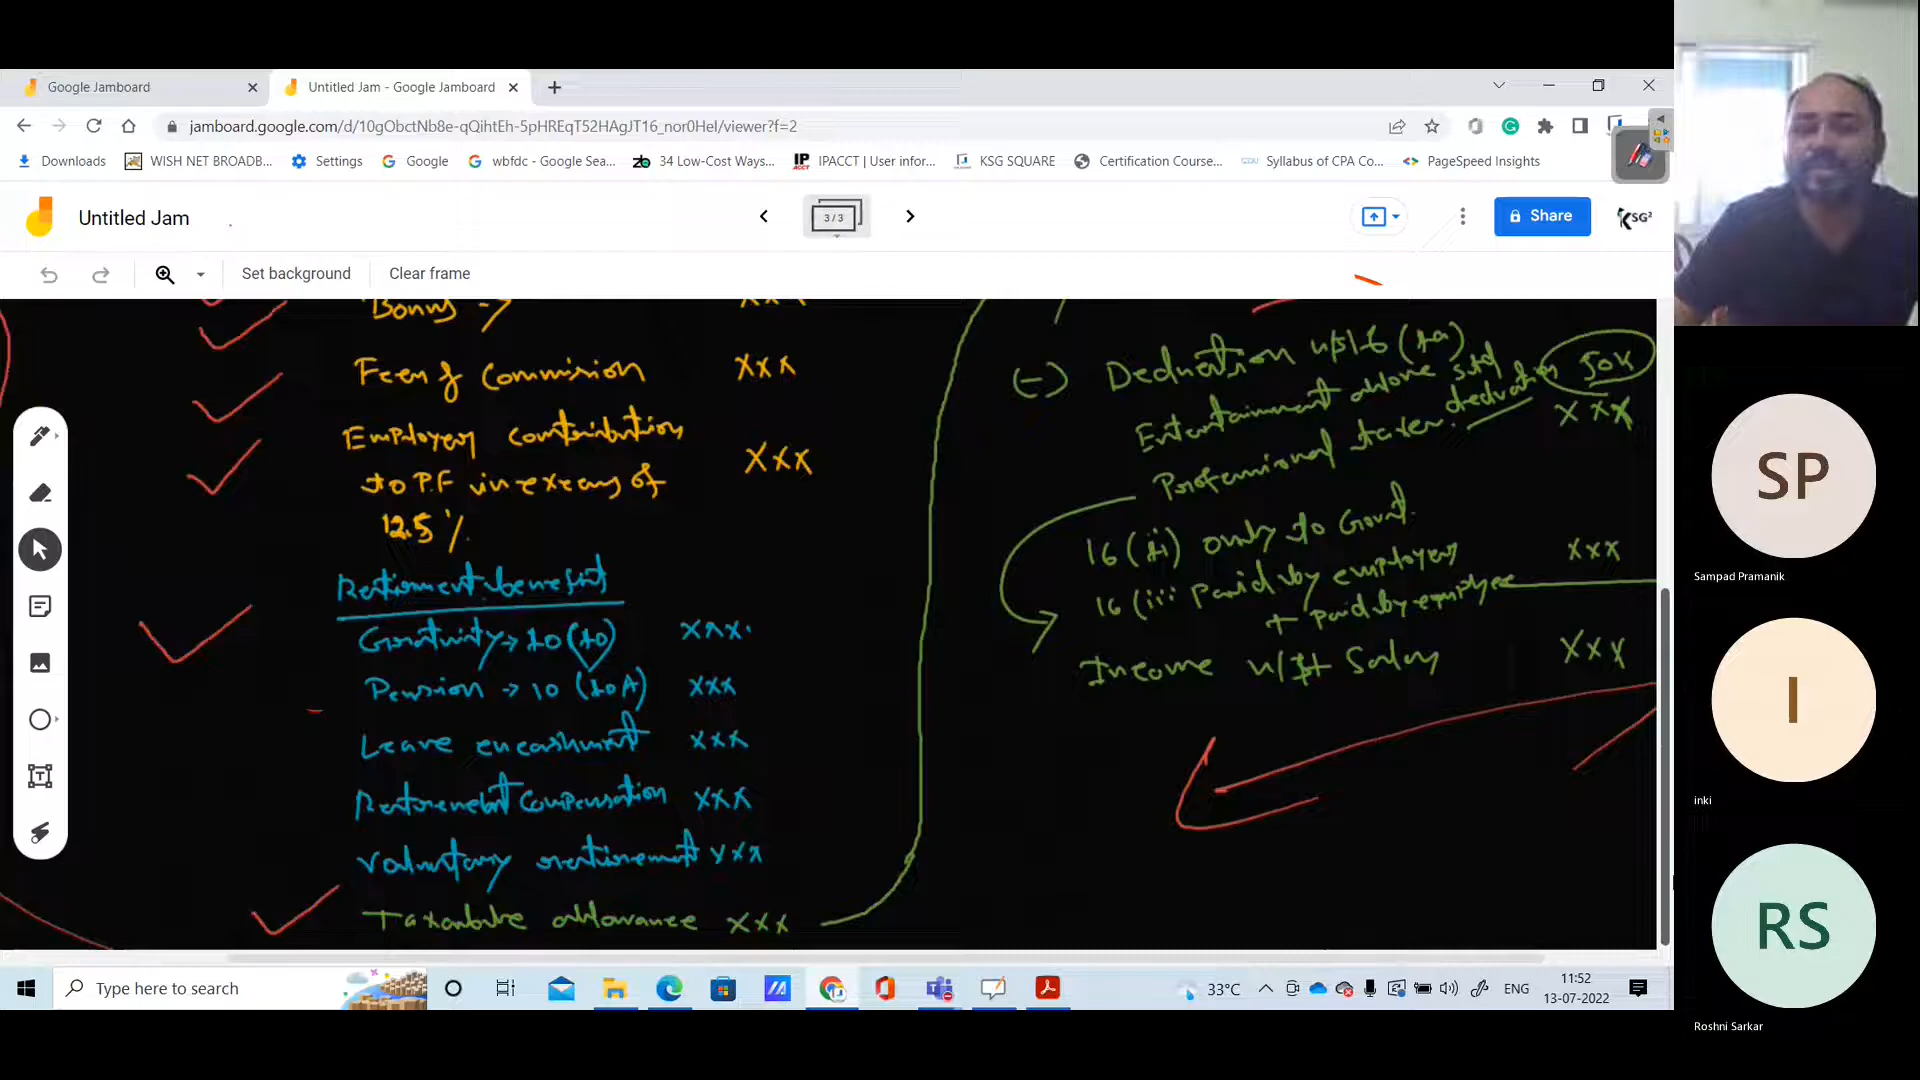 Google Jamboard
Untitled Jam - Google Jamboard
jamboard.google.com/d/10gObctNb8e-qQihtEh-5pHREqT52HAgJT16_nor0HeI/viewer?f=2
Downloads
WISH NET BROADB...
Settings
Google
wbfdc - Google Sea...
34 Low-Cost Ways...
IPACCT | User infor...
KSG SQUARE
Certification Course...
Syllabus of CPA Co...
PageSpeed Insights
Untitled Jam
3 / 3
Share
KSG²
Set background
Clear frame
Bonus →
Fees & Commission XXX
Employers contribution
to P.F in excess of XXX
12.5 %.
Retirement benefits
Gratuity → 10 (10) XXX
Pension → 10 (10A) XXX
Leave encashment XXX
Retrenchment Compensation XXX
Voluntary retirement XXX
Taxable allowance XXX
(-) Deduction u/s 16 (ia) std deduction 50K
Entertainment allowe XXX
Professional taxes.
16 (ii) only to Govt.
16 (iii paid by employer XXX
+ Paid by employee
Income u/H Salary XXX
SP
Sampad Pramanik
I
inki
RS
Roshni Sarkar
Type here to search
33°C
ENG
11:52
13-07-2022